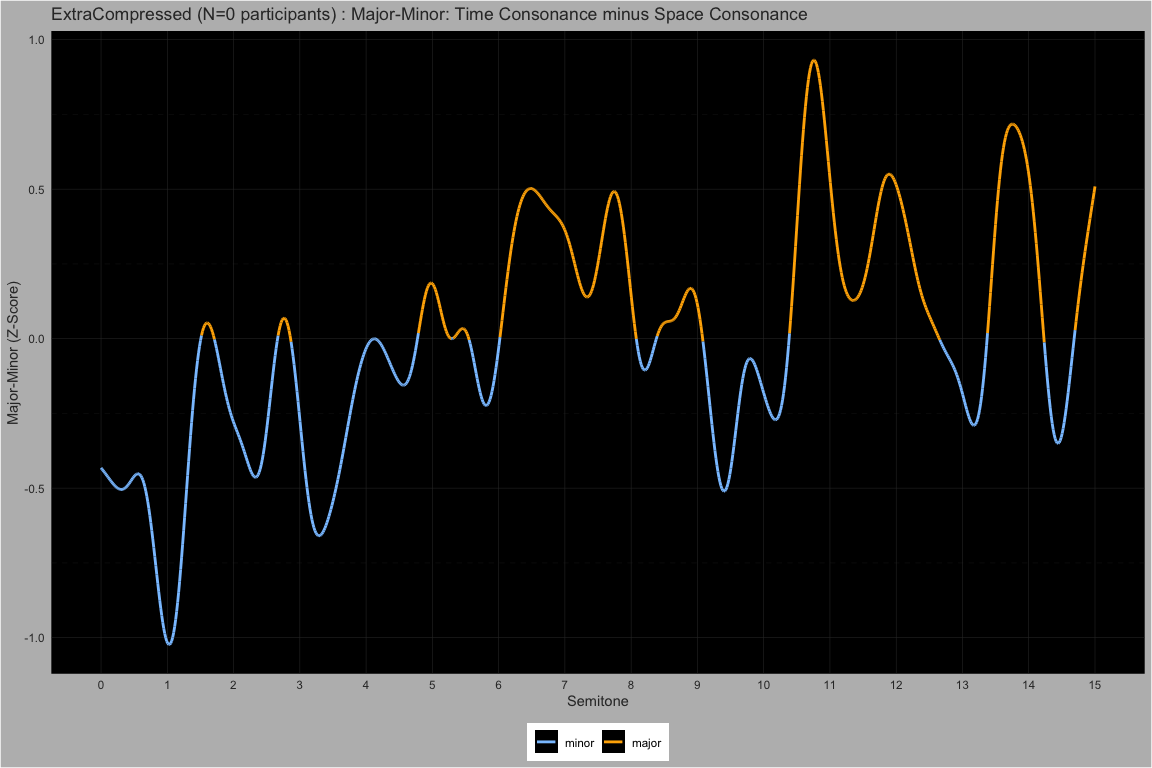 ExtraCompressed (N=0 participants) : Major-Minor: Time Consonance minus Space Consonance
Major-Minor (Z-Score)
1.0
0.5
0.0
-0.5
-1.0
0 1 2 3 4 5 6 7 8 9 10 11 12 13 14 15
Semitone
minor major